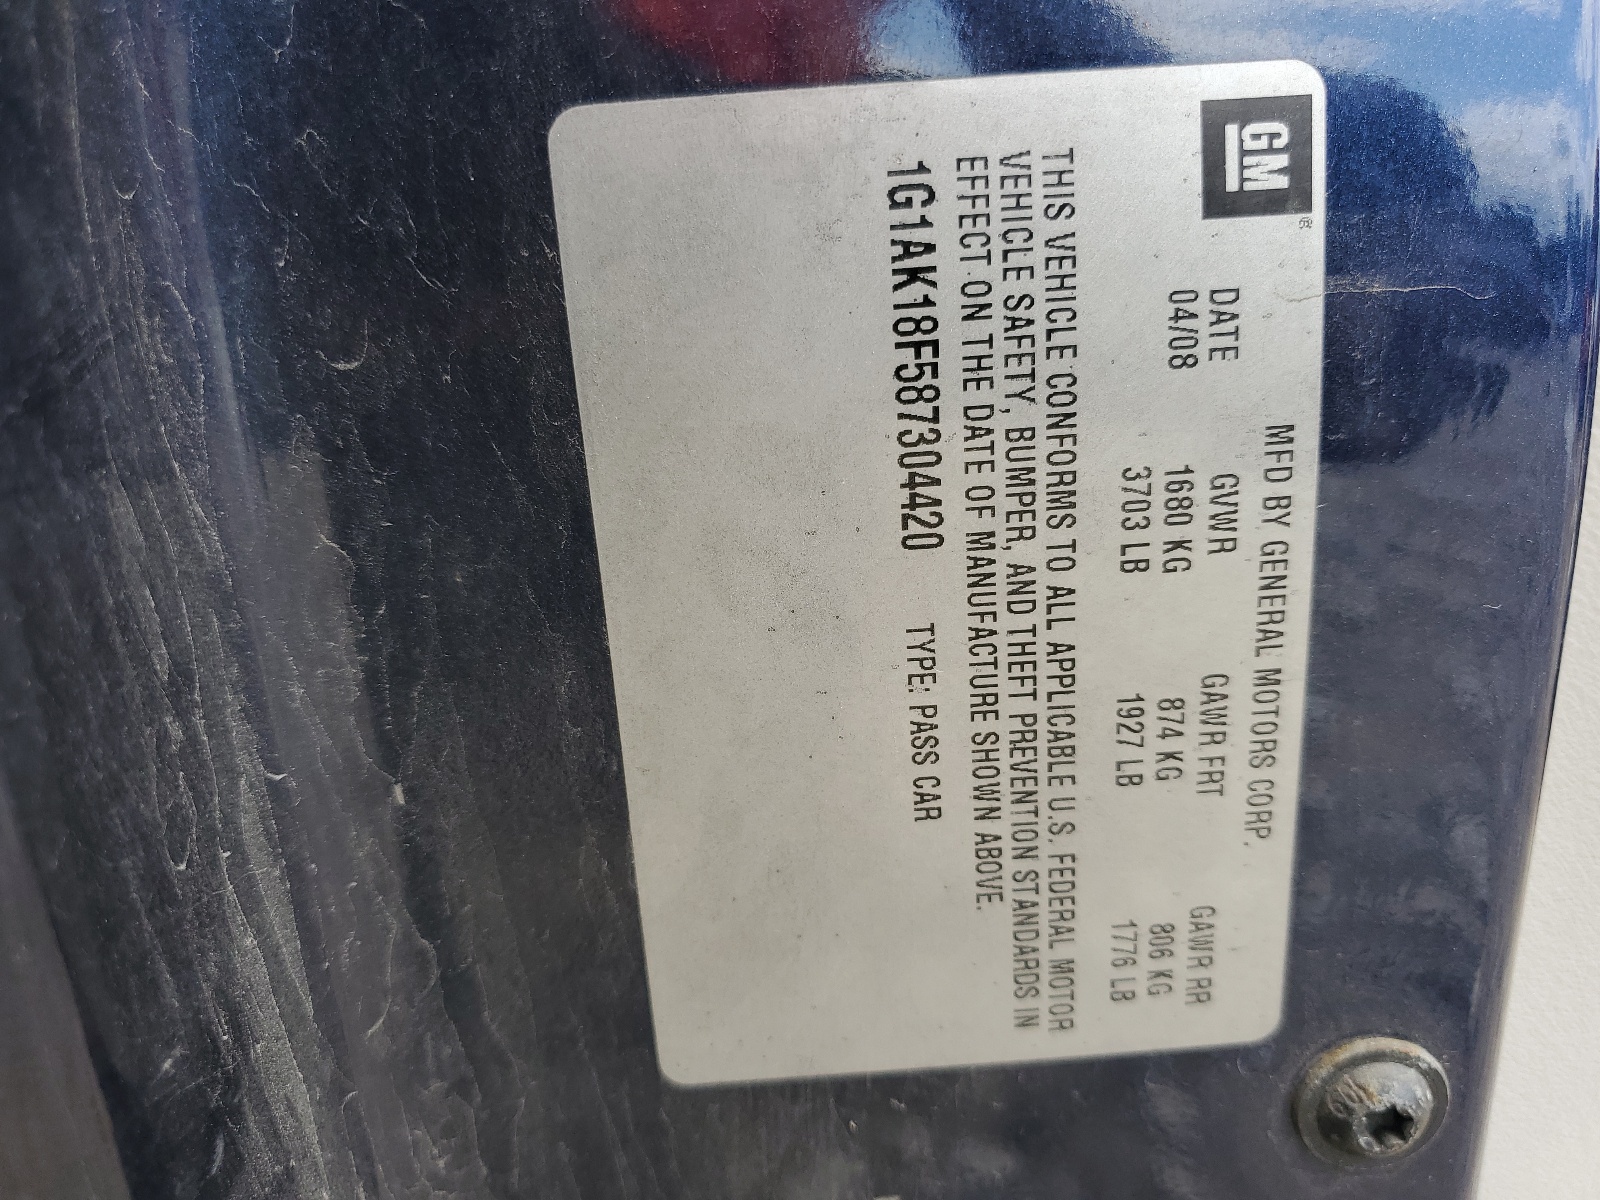 GM®
MFD BY GENERAL MOTORS CORP.
DATE GVWR GAWR FRT GAWR RR
04/08 1680 KG 874 KG 806 KG
3703 LB 1927 LB 1776 LB
THIS VEHICLE CONFORMS TO ALL APPLICABLE U.S. FEDERAL MOTOR
VEHICLE SAFETY, BUMPER, AND THEFT PREVENTION STANDARDS IN
EFFECT ON THE DATE OF MANUFACTURE SHOWN ABOVE.
1G1AK18F587304420 TYPE: PASS CAR